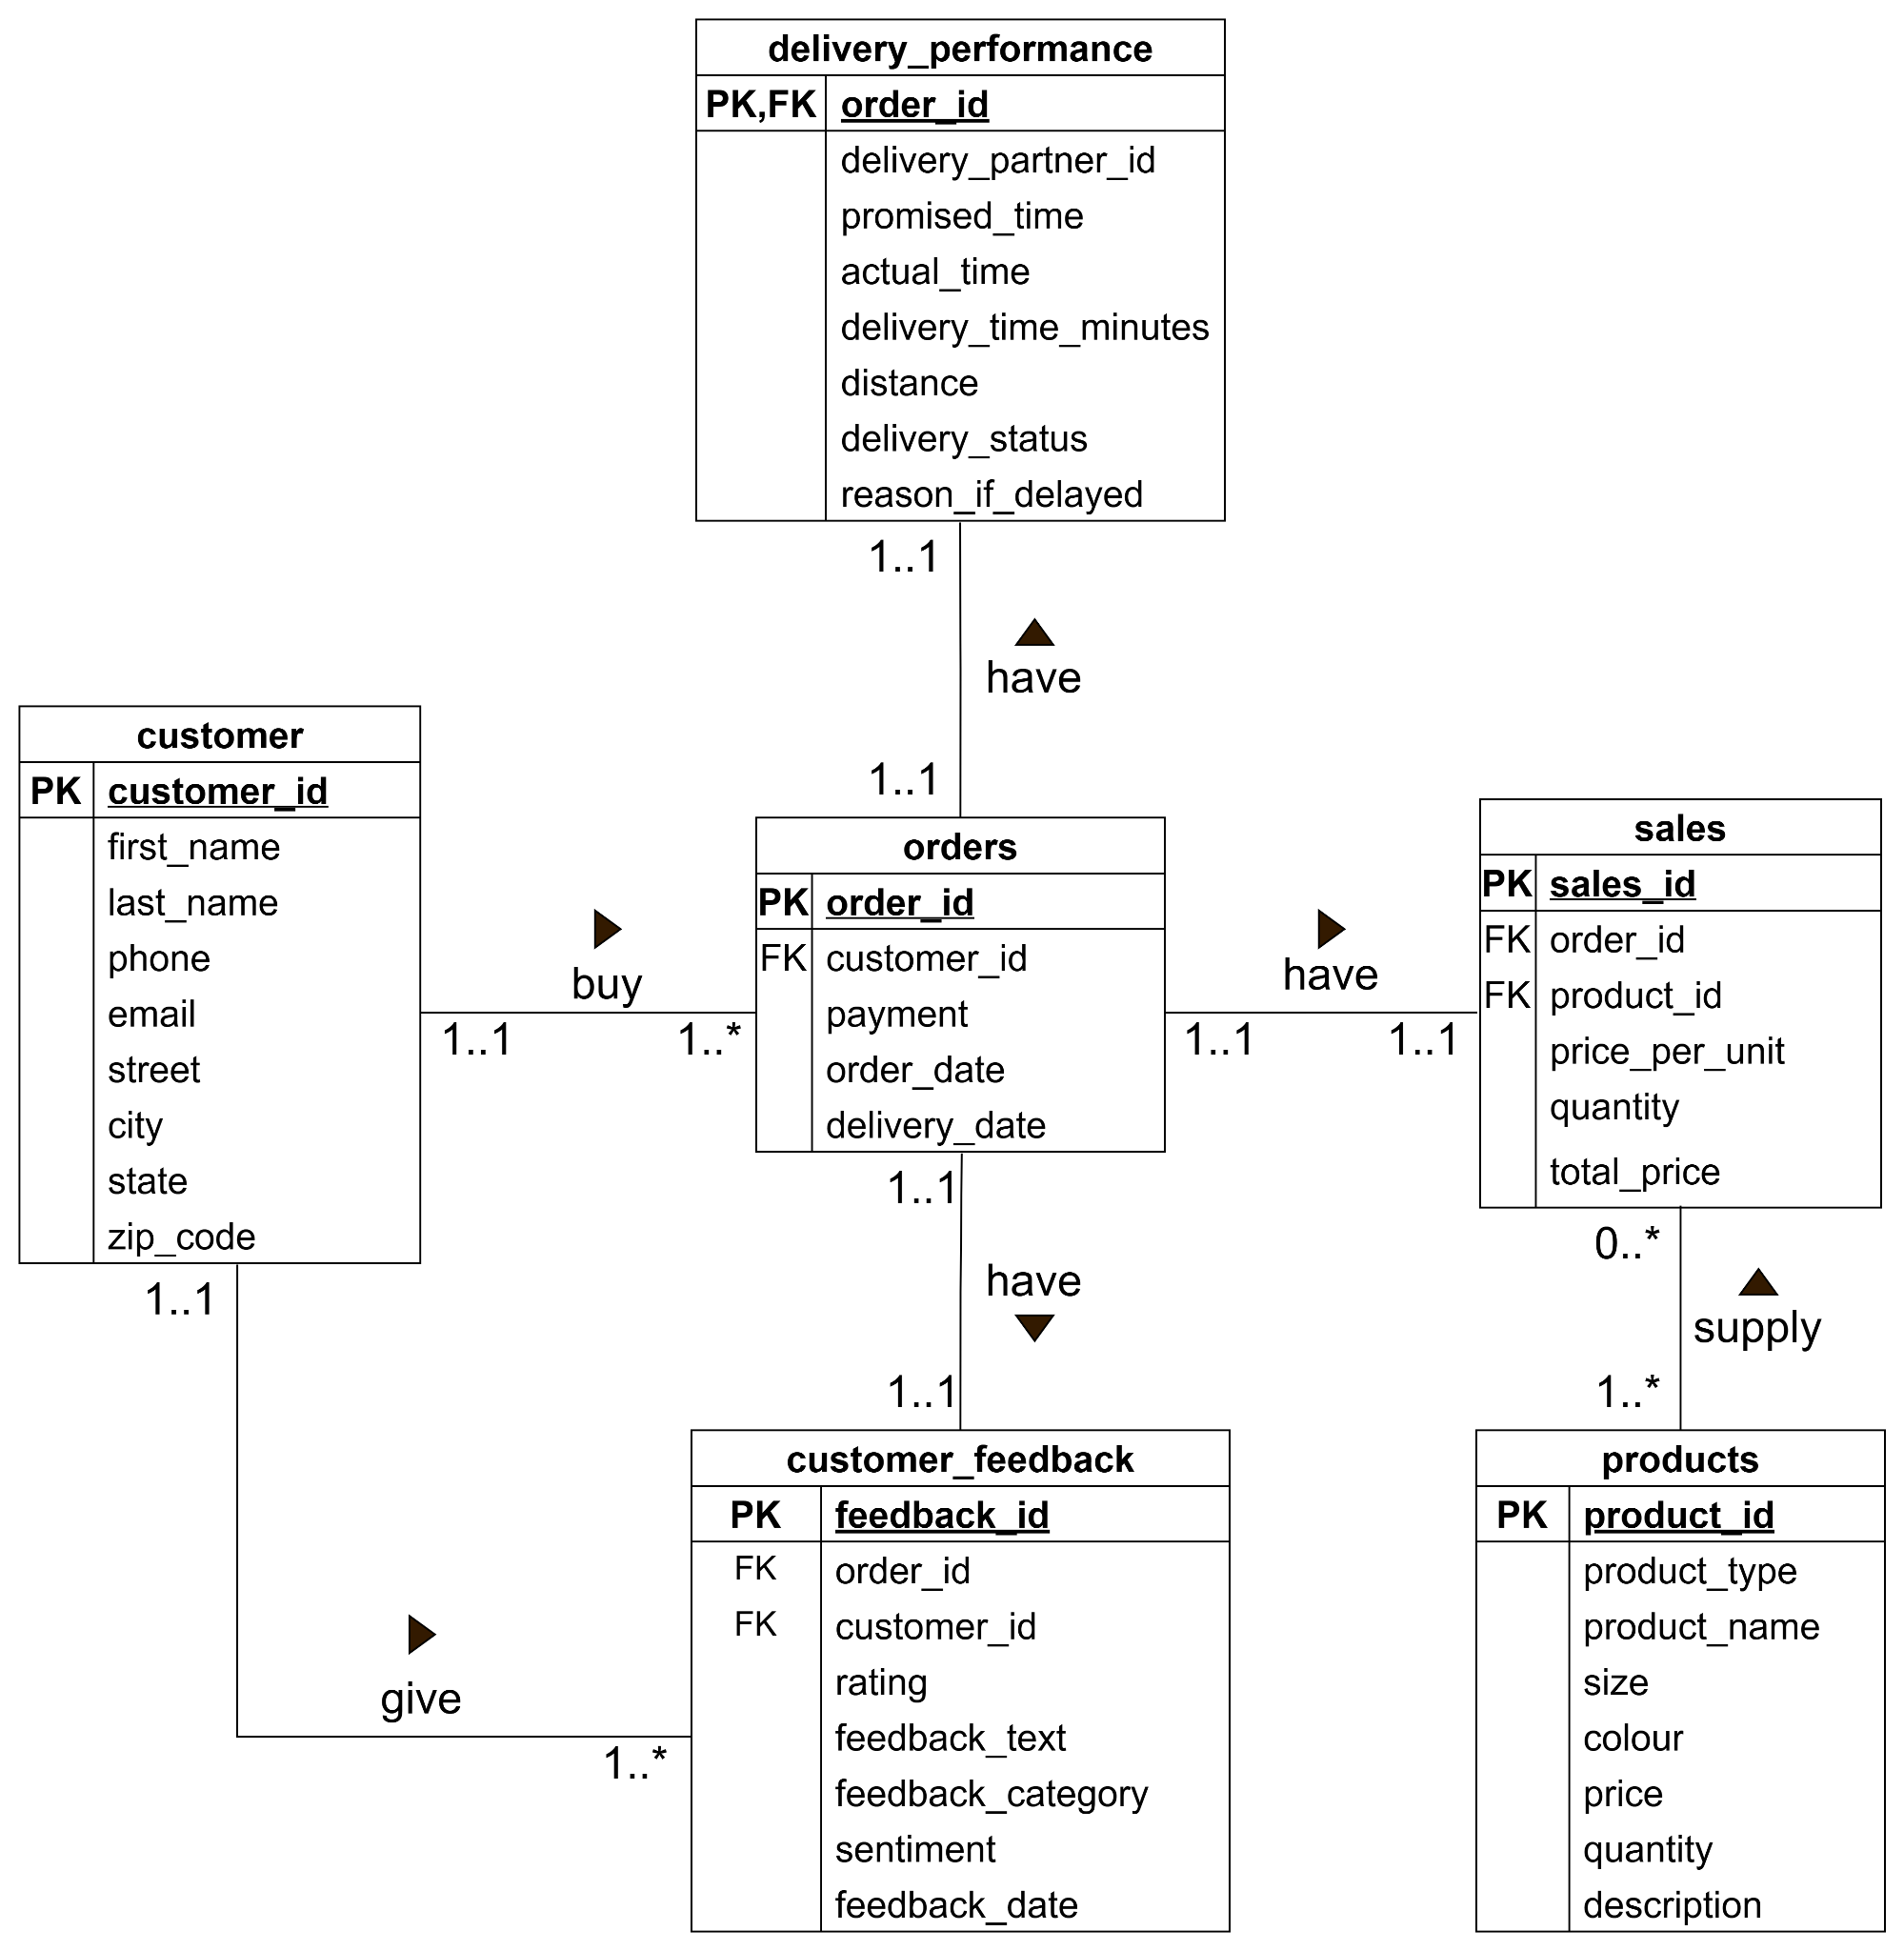 delivery_performance
PK,FK order_id
delivery_partner_id
promised_time
actual_time
delivery_time_minutes
distance
delivery_status
reason_if_delayed
1..1
have
1..1
customer
PK customer_id
first_name
last_name
phone
email
street
city
state
zip_code
buy
1..1
1..*
orders
PK order_id
FK customer_id
payment
order_date
delivery_date
have
1..1
1..1
sales
PK sales_id
FK order_id
FK product_id
price_per_unit
quantity
total_price
1..1
1..1
have
1..1
0..*
supply
1..*
give
1..*
customer_feedback
PK feedback_id
FK order_id
FK customer_id
rating
feedback_text
feedback_category
sentiment
feedback_date
products
PK product_id
product_type
product_name
size
colour
price
quantity
description